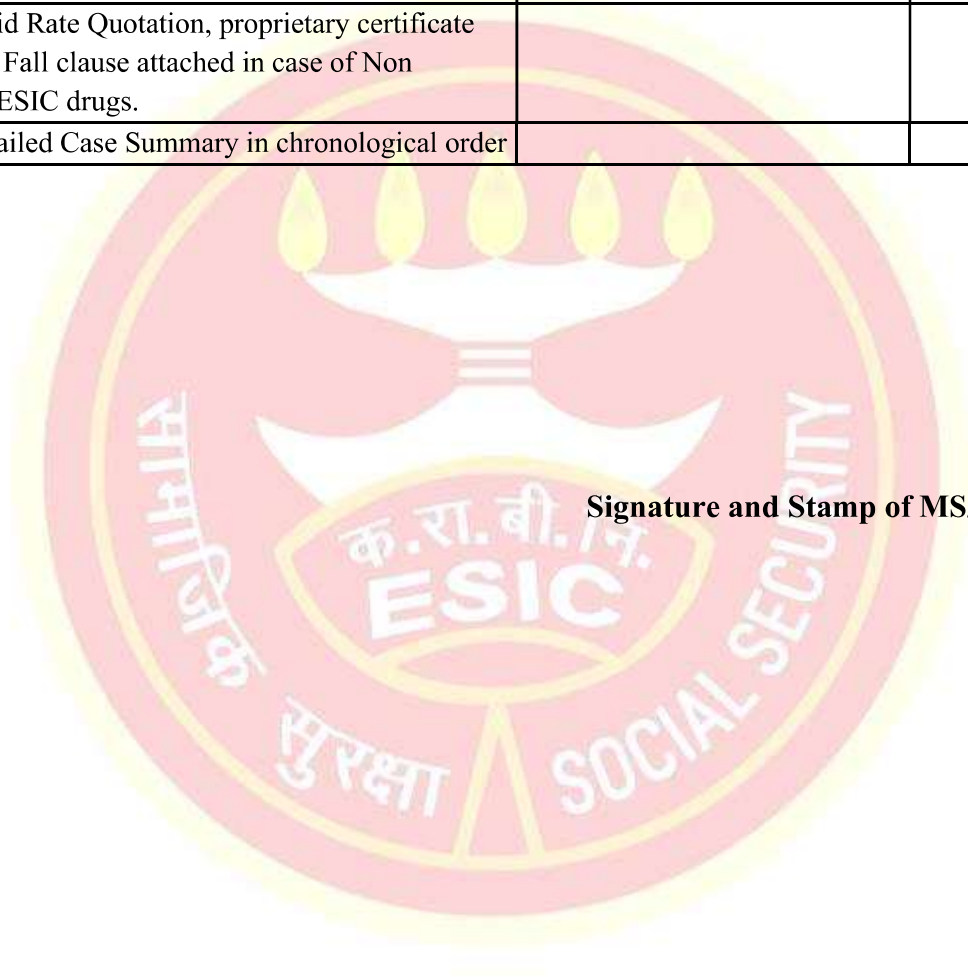 id Rate Quotation, proprietary certificate
Fall clause attached in case of Non
ESIC drugs.
ailed Case Summary in chronological order
Signature and Stamp of MS
क.रा.बी.नि.
ESIC
सामाजिक सुरक्षा
SOCIAL SECURITY